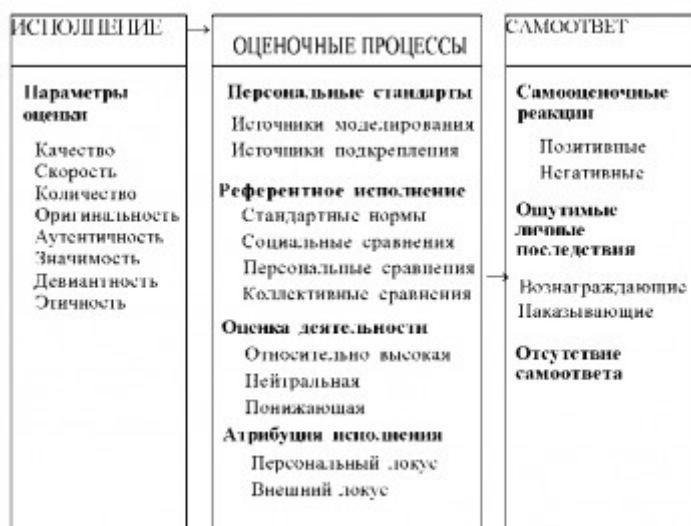 ИСПОЛНЕНИЕ
Параметры
оценки
Качество
Скорость
Количество
Оригинальность
Аутентичность
Значимость
Девиантность
Этичность
ОЦЕНОЧНЫЕ ПРОЦЕССЫ
Персональные стандарты
Источники моделирования
Источники подкрепления
Референтное исполнение
Стандартные нормы
Социальные сравнения
Персональные сравнения
Коллективные сравнения
Оценка деятельности
Относительно высокая
Нейтральная
Понижающая
Атрибуция исполнения
Персональный локус
Внешний локус
САМООТВЕТ
Самооценочные
реакции
Позитивные
Негативные
Ощутимые
личные
последствия
Вознаграждающие
Наказывающие
Отсутствие
самоответа